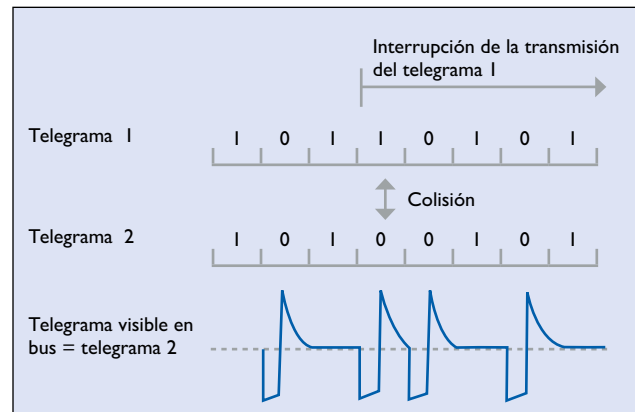 Interrupción de la transmisión
del telegrama 1
Telegrama 1
1 0 1 1 0 1 0 1
Colisión
Telegrama 2
1 0 1 0 0 1 0 1
Telegrama visible en
bus = telegrama 2